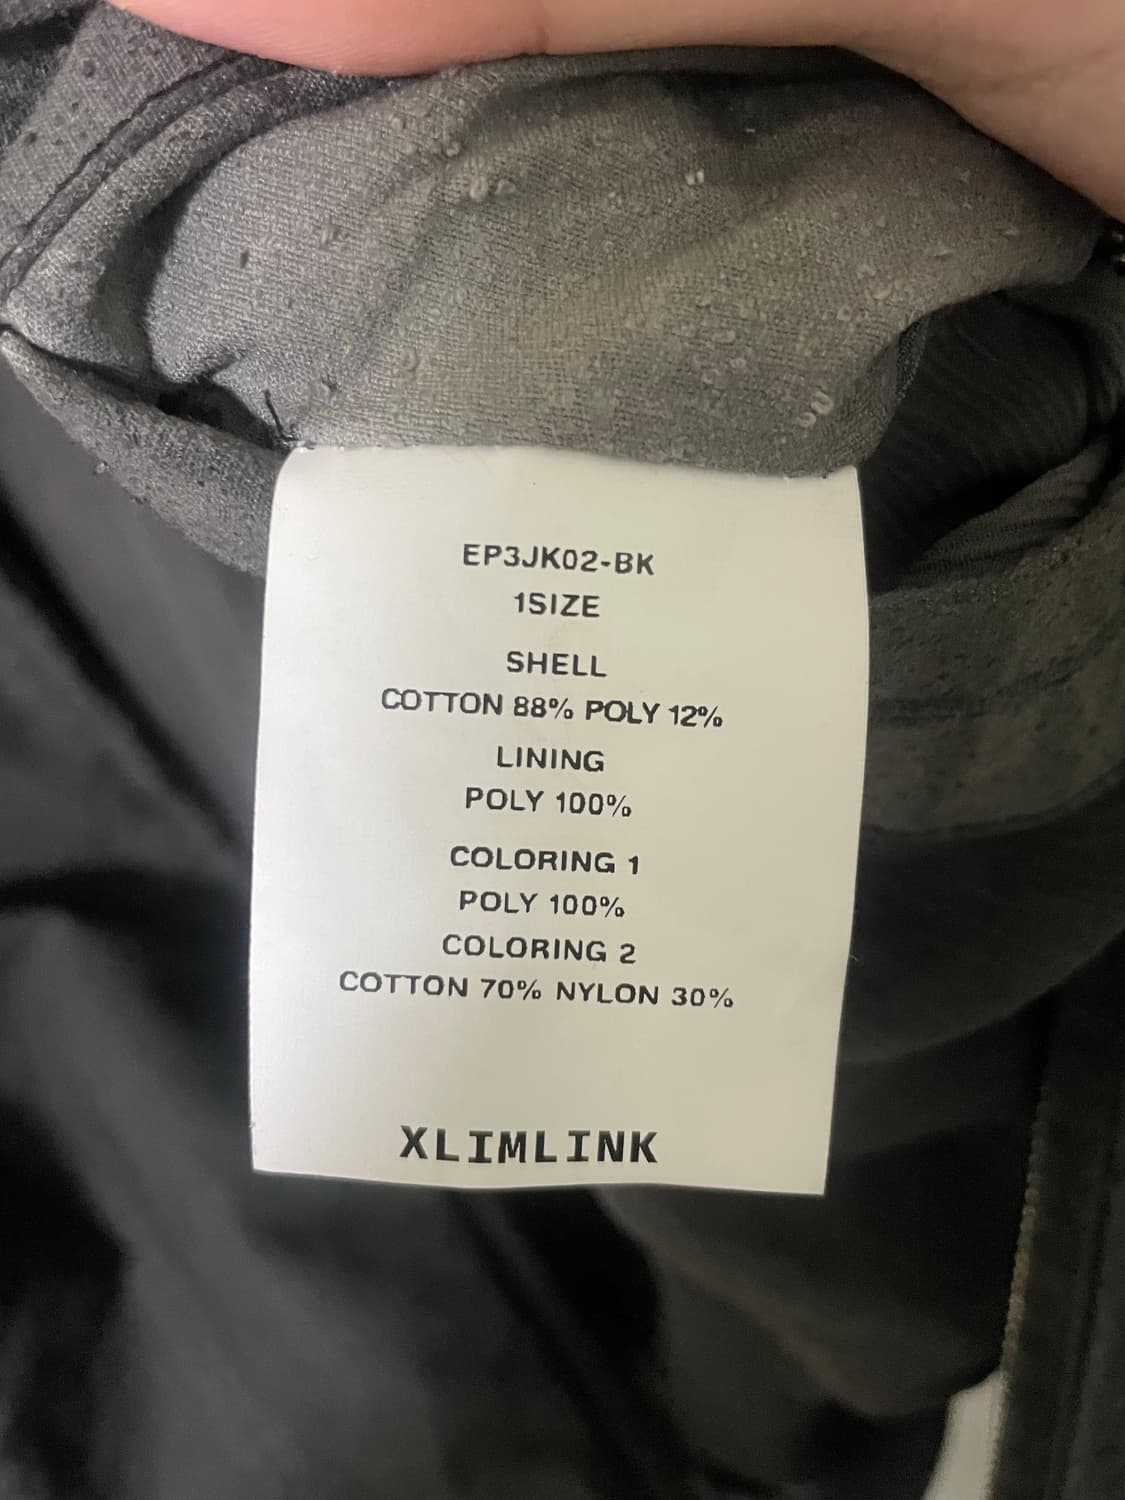 EP3JK02-BK
1SIZE
SHELL
COTTON 88% POLY 12%
LINING
POLY 100%
COLORING 1
POLY 100%
COLORING 2
COTTON 70% NYLON 30%
XLIMLINK